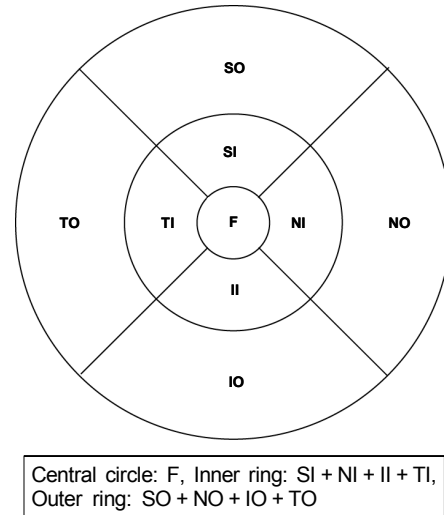 SO
SI
TO TI F NI NO
II
IO
Central circle: F, Inner ring: SI + NI + II + TI,
Outer ring: SO + NO + IO + TO